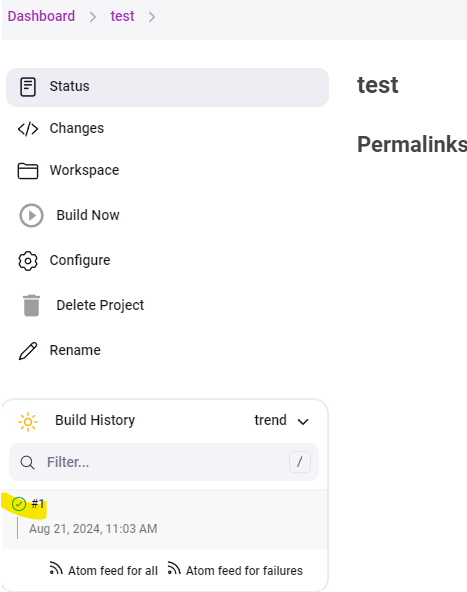 Dashboard > test >
Status
Changes
Workspace
Build Now
Configure
Delete Project
Rename
test
Permalinks
Build History trend
Filter... /
#1
Aug 21, 2024, 11:03 AM
Atom feed for all Atom feed for failures